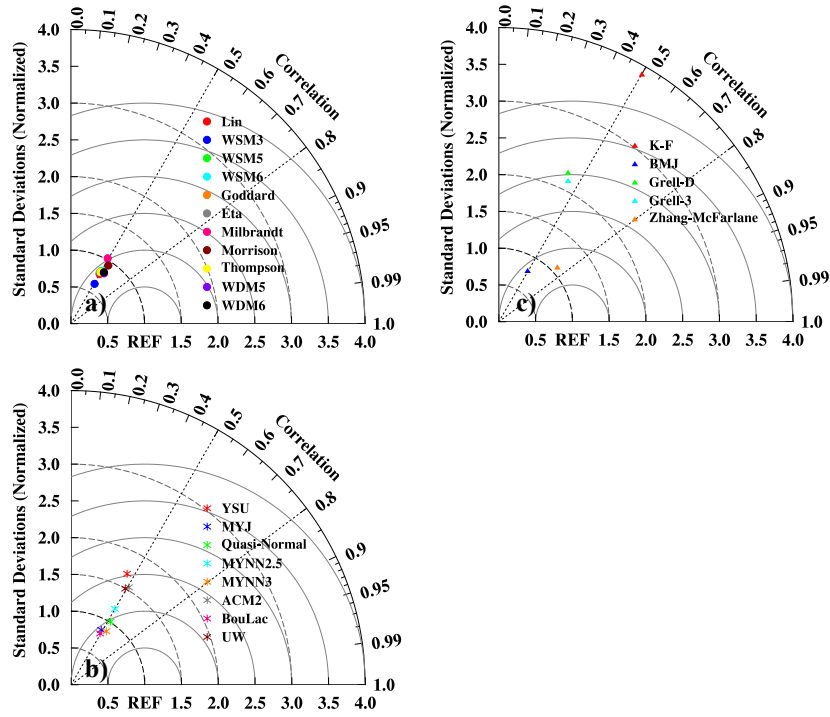 4.0
3.5
3.0
2.5
2.0
1.5
1.0
0.5
0.0
Standard Deviations (Normalized)
0.0
0.1
0.2
0.3
0.4
0.5
0.6
0.7
0.8
0.9
0.95
0.99
1.0
Correlation
Lin
WSM3
WSM5
WSM6
Goddard
Eta
Milbrandt
Morrison
Thompson
WDM5
WDM6
a)
0.5 REF 1.5 2.0 2.5 3.0 3.5 4.0
4.0
3.5
3.0
2.5
2.0
1.5
1.0
0.5
0.0
Standard Deviations (Normalized)
0.0
0.1
0.2
0.3
0.4
0.5
0.6
0.7
0.8
0.9
0.95
0.99
1.0
Correlation
K-F
BMJ
Grell-D
Grell-3
Zhang-McFarlane
c)
0.5 REF 1.5 2.0 2.5 3.0 3.5 4.0
4.0
3.5
3.0
2.5
2.0
1.5
1.0
0.5
0.0
Standard Deviations (Normalized)
0.0
0.1
0.2
0.3
0.4
0.5
0.6
0.7
0.8
0.9
0.95
0.99
1.0
Correlation
YSU
MYJ
Quasi-Normal
MYNN2.5
MYNN3
ACM2
BouLac
UW
b)
0.5 REF 1.5 2.0 2.5 3.0 3.5 4.0